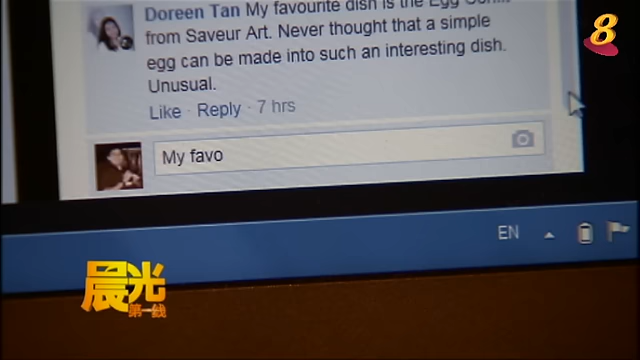 8
Doreen Tan My favourite dish is the Egg
from Saveur Art. Never thought that a simple
egg can be made into such an interesting dish.
Unusual.
Like · Reply · 7 hrs
My favo
EN
晨光
第一线